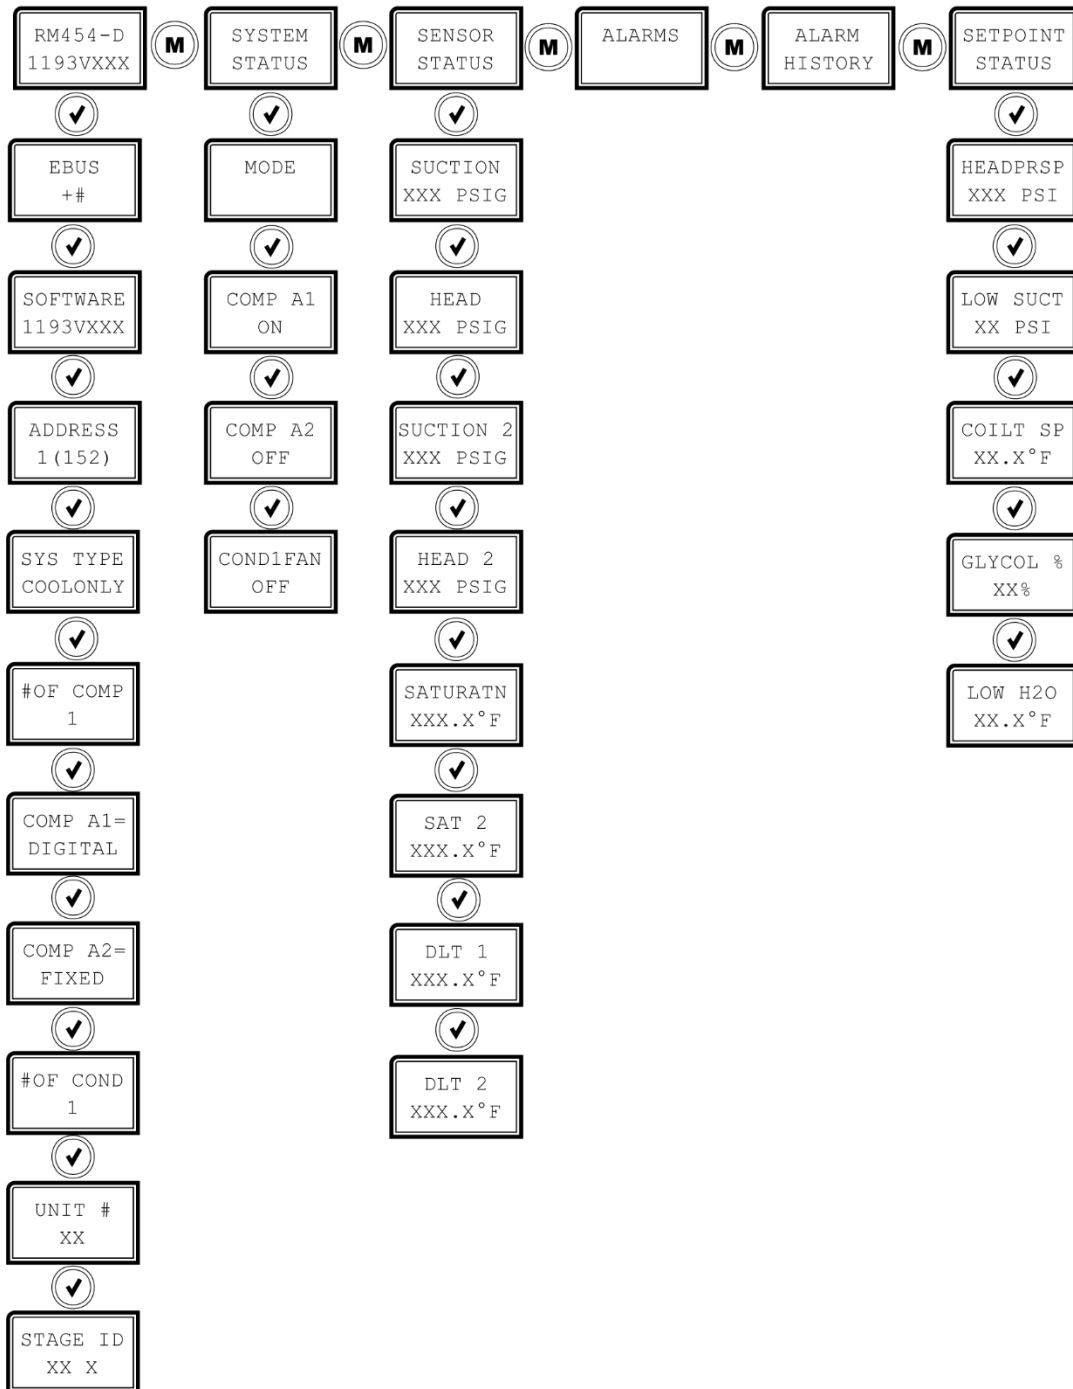 RM454-D
1193VXXX
M
SYSTEM
STATUS
M
SENSOR
STATUS
M
ALARMS
M
ALARM
HISTORY
M
SETPOINT
STATUS
EBUS
+#
SOFTWARE
1193VXXX
ADDRESS
1(152)
SYS TYPE
COOLONLY
#OF COMP
1
COMP A1=
DIGITAL
COMP A2=
FIXED
#OF COND
1
UNIT #
XX
STAGE ID
XX X
MODE
COMP A1
ON
COMP A2
OFF
COND1FAN
OFF
SUCTION
XXX PSIG
HEAD
XXX PSIG
SUCTION 2
XXX PSIG
HEAD 2
XXX PSIG
SATURATN
XXX.X°F
SAT 2
XXX.X°F
DLT 1
XXX.X°F
DLT 2
XXX.X°F
HEADPRSP
XXX PSI
LOW SUCT
XX PSI
COILT SP
XX.X°F
GLYCOL %
XX%
LOW H2O
XX.X°F